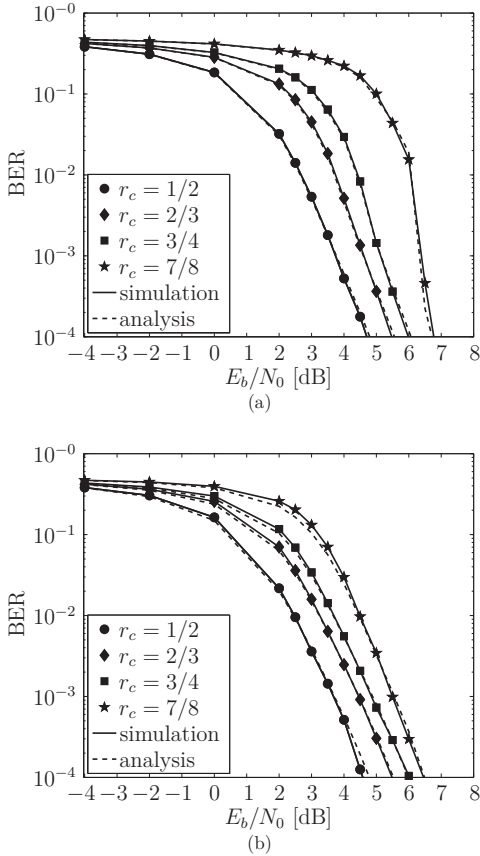 10⁻⁰
10⁻¹
10⁻²
10⁻³
10⁻⁴
BER
r_c = 1/2
r_c = 2/3
r_c = 3/4
r_c = 7/8
simulation
analysis
−4 −3 −2 −1 0 1 2 3 4 5 6 7 8
E_b/N_0 [dB]
(a)
10⁻⁰
10⁻¹
10⁻²
10⁻³
10⁻⁴
BER
r_c = 1/2
r_c = 2/3
r_c = 3/4
r_c = 7/8
simulation
analysis
−4 −3 −2 −1 0 1 2 3 4 5 6 7 8
E_b/N_0 [dB]
(b)